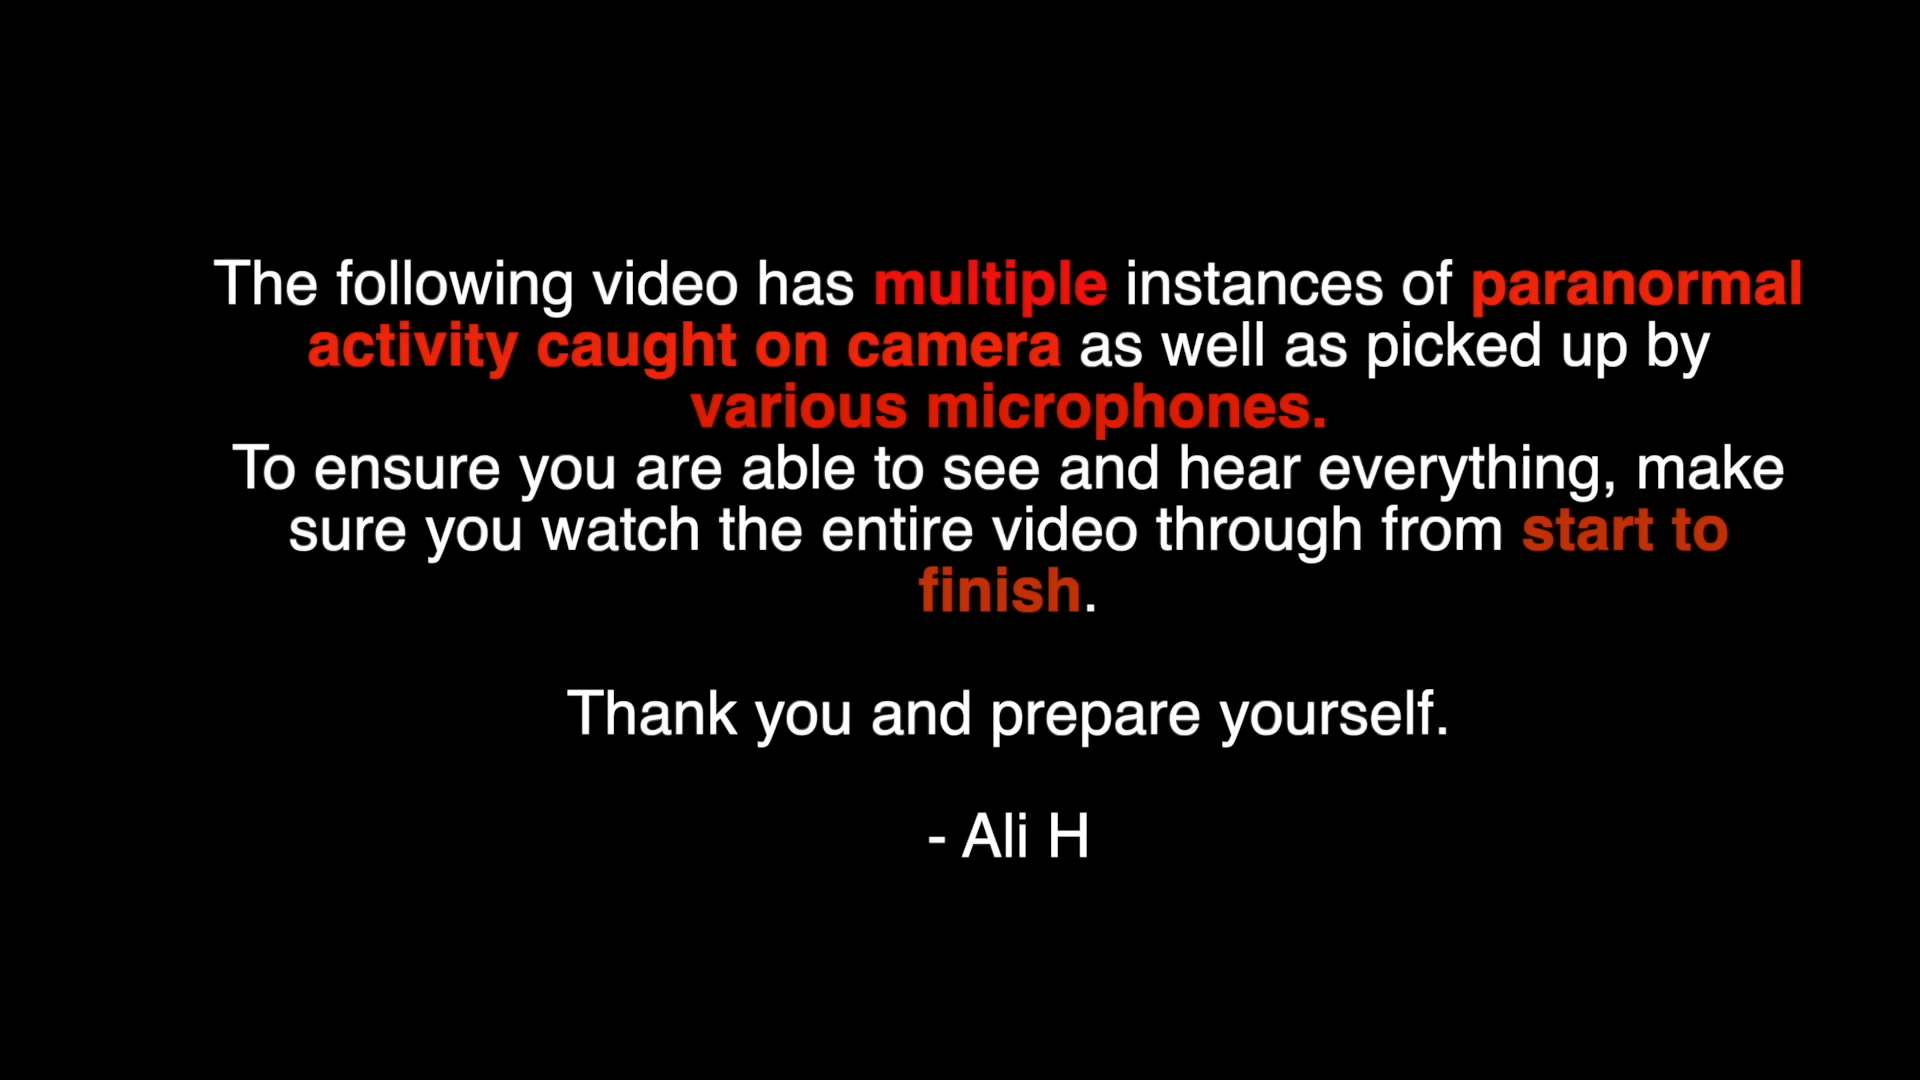 The following video has multiple instances of paranormal
activity caught on camera as well as picked up by
various microphones.
To ensure you are able to see and hear everything, make
sure you watch the entire video through from start to
finish.
Thank you and prepare yourself.
- Ali H